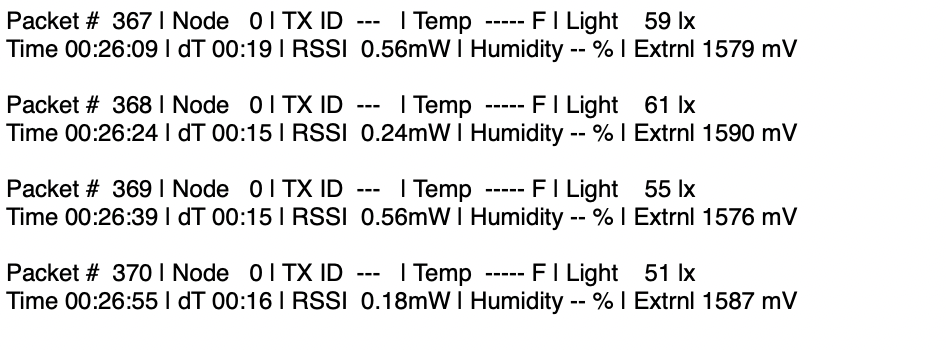 Packet #  367 | Node   0 | TX ID  ---   | Temp  ----- F | Light    59 lx
Time 00:26:09 | dT 00:19 | RSSI  0.56mW | Humidity -- % | Extrnl 1579 mV
Packet #  368 | Node   0 | TX ID  ---   | Temp  ----- F | Light    61 lx
Time 00:26:24 | dT 00:15 | RSSI  0.24mW | Humidity -- % | Extrnl 1590 mV
Packet #  369 | Node   0 | TX ID  ---   | Temp  ----- F | Light    55 lx
Time 00:26:39 | dT 00:15 | RSSI  0.56mW | Humidity -- % | Extrnl 1576 mV
Packet #  370 | Node   0 | TX ID  ---   | Temp  ----- F | Light    51 lx
Time 00:26:55 | dT 00:16 | RSSI  0.18mW | Humidity -- % | Extrnl 1587 mV